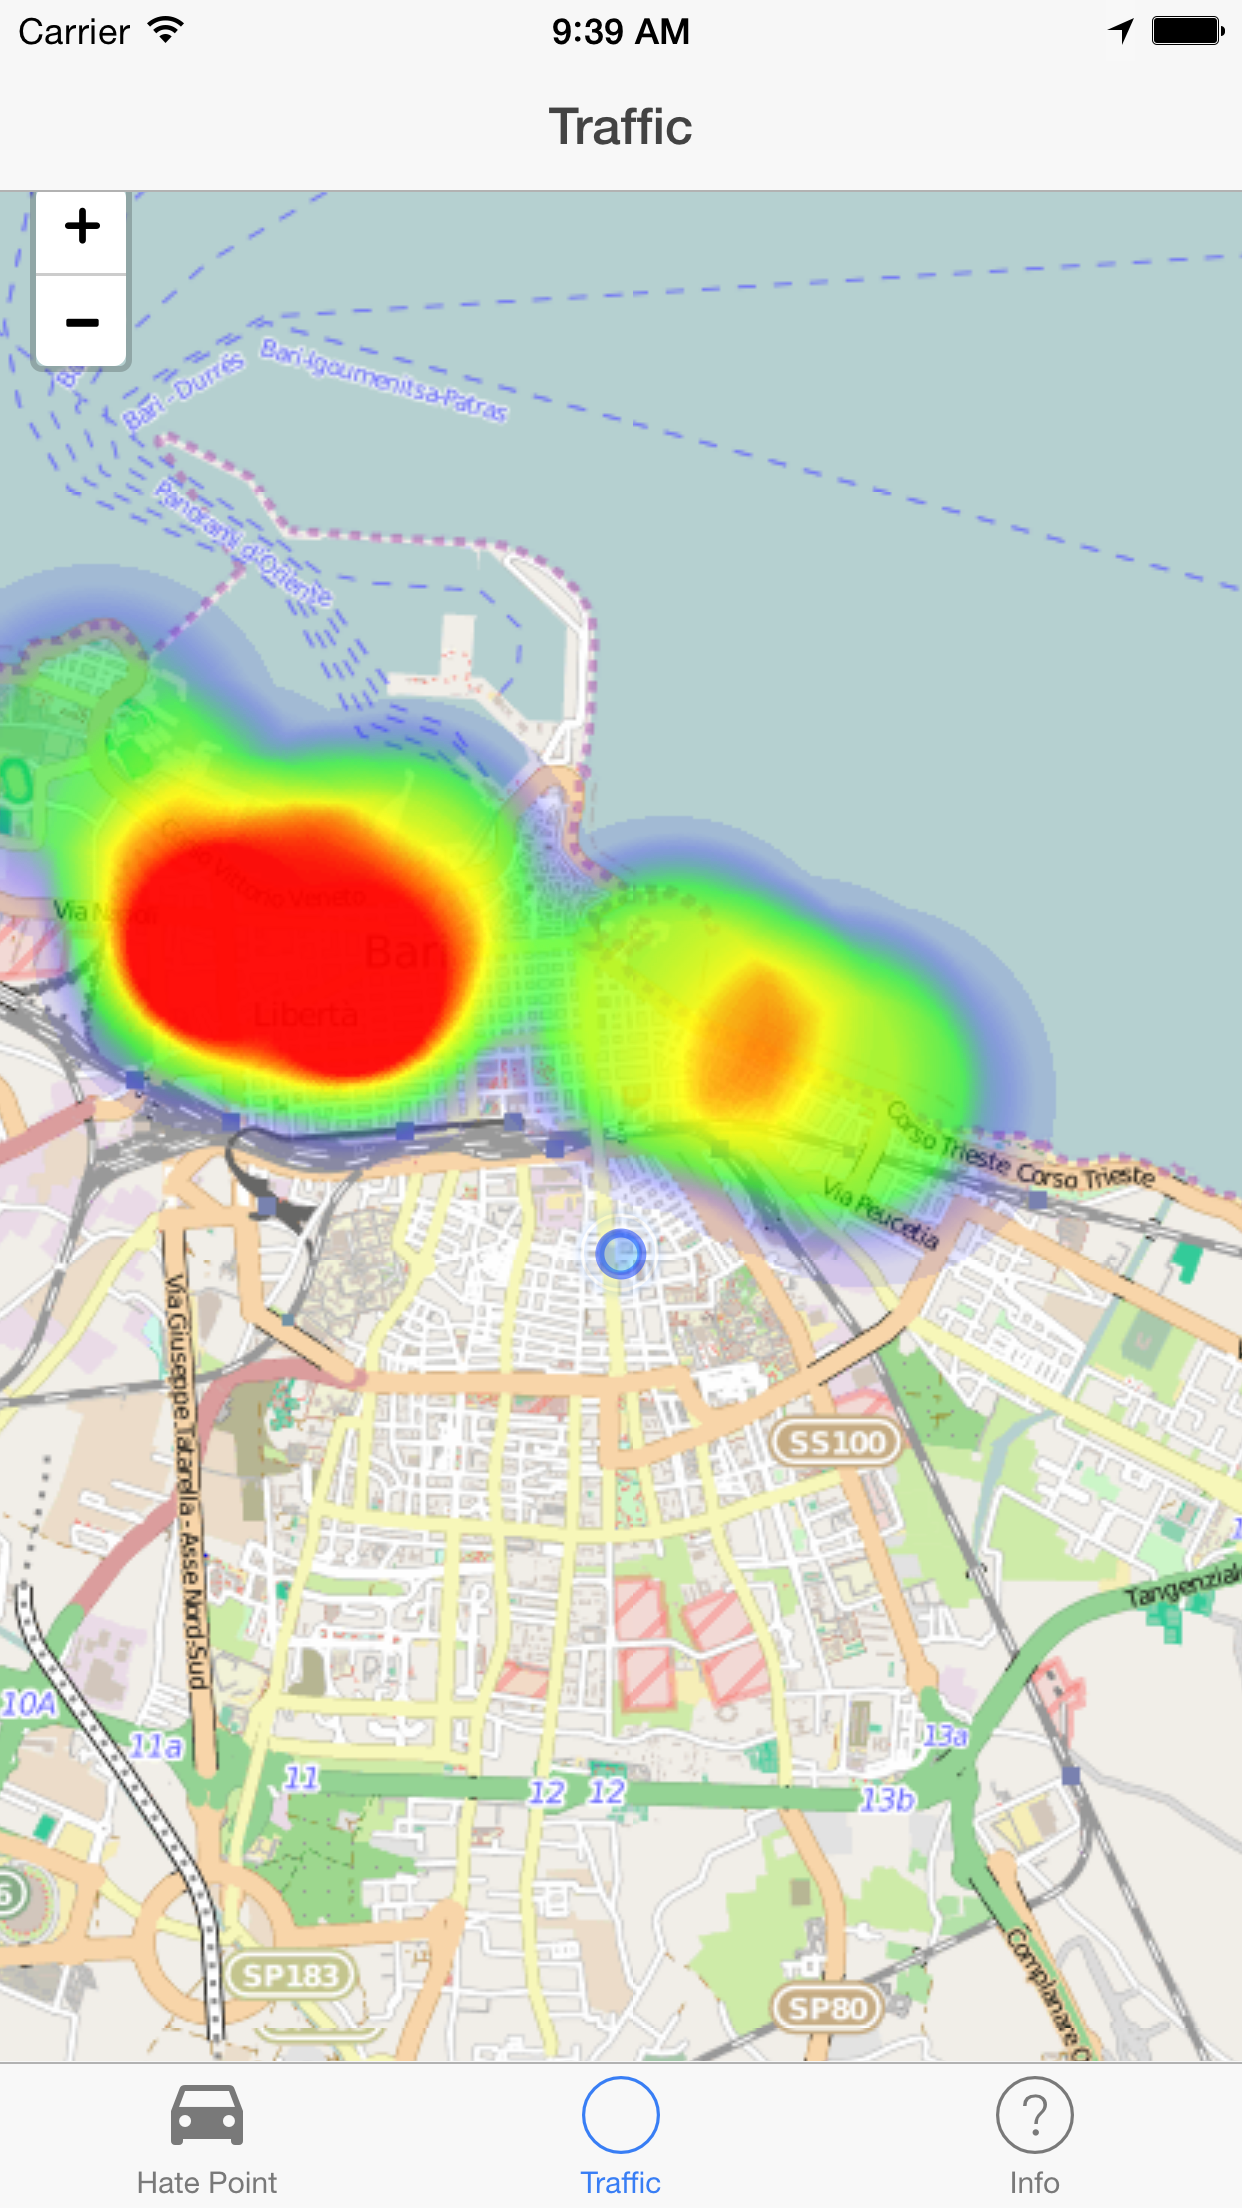 Carrier
9:39 AM
Traffic
+
−
Bari - Durrës
Bari-Igoumenitsa-Patras
Panorami d'Oriente
Corso Vittorio Veneto
Via Napoli
Bari
Libertà
Corso Trieste Corso Trieste
Via Peucetia
Via Giuseppe Tatarella - Asse Nord-Sud
SS100
Tangenziale
10A
11a
11
12
12
13a
13b
SP183
SP80
Complanare
Hate Point
Traffic
?
Info